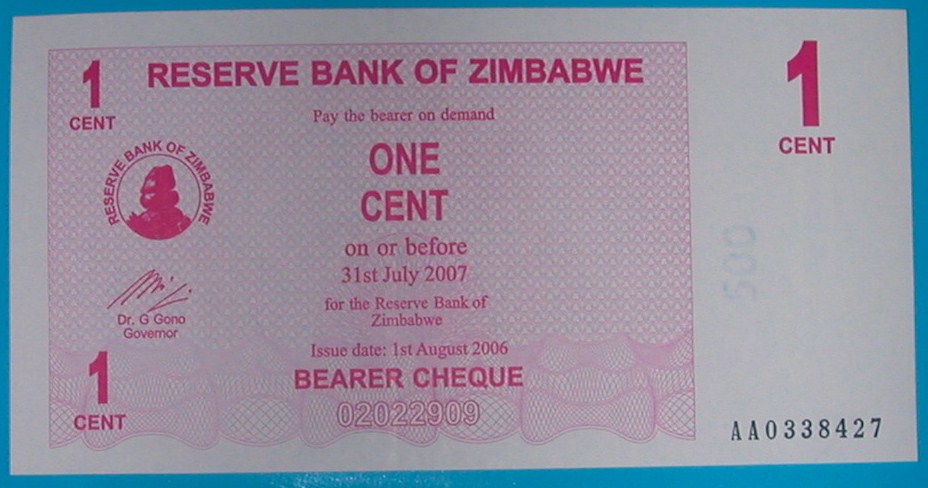 1
CENT
RESERVE BANK OF ZIMBABWE
1
CENT
Pay the bearer on demand
ONE
CENT
RESERVE BANK OF ZIMBABWE
on or before
31st July 2007
for the Reserve Bank of
Zimbabwe
Dr. G Gono
Governor
Issue date: 1st August 2006
BEARER CHEQUE
02022909
1
CENT
500
AA0338427